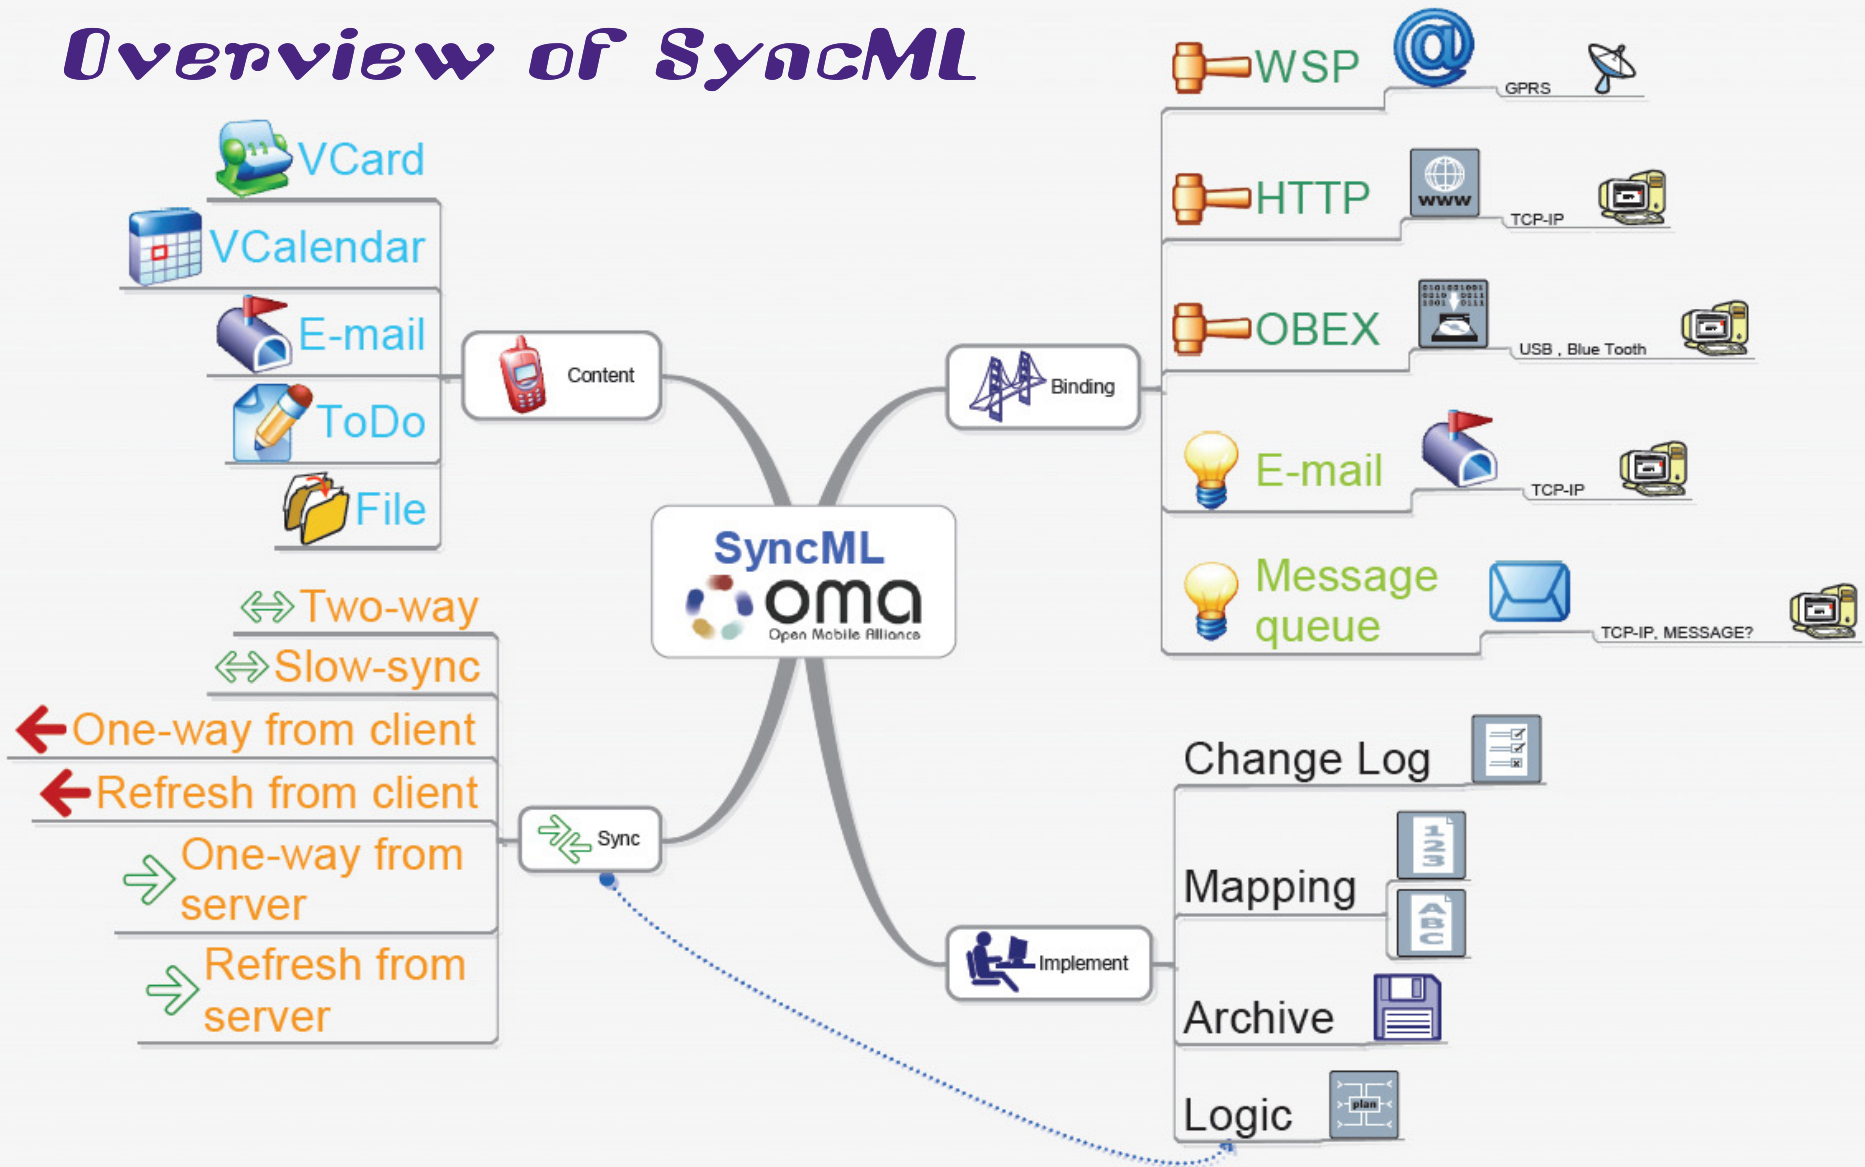 Overview of SyncML
VCard
VCalendar
E-mail
ToDo
File
Content
Two-way
Slow-sync
One-way from client
Refresh from client
One-way from
server
Refresh from
server
Sync
SyncML
oma
Open Mobile Alliance
Binding
WSP
@
GPRS
HTTP
www
TCP-IP
OBEX
USB , Blue Tooth
E-mail
TCP-IP
Message
queue
TCP-IP, MESSAGE?
Implement
Change Log
Mapping
1
2
3
A
B
C
Archive
Logic
plan